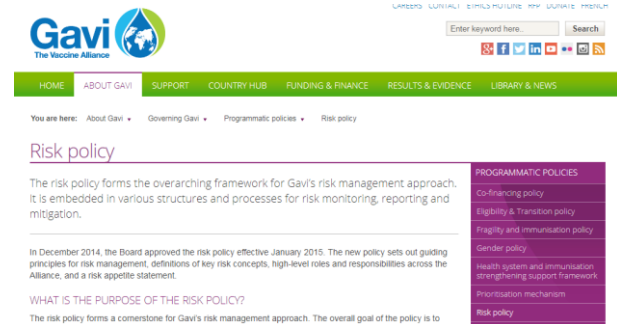 CAREERS CONTACT ETHICS HOTLINE RFP DONATE FRENCH
Gavi
The Vaccine Alliance
Enter keyword here..
Search
HOME ABOUT GAVI SUPPORT COUNTRY HUB FUNDING & FINANCE RESULTS & EVIDENCE LIBRARY & NEWS
You are here: About Gavi Governing Gavi Programmatic policies Risk policy
Risk policy
The risk policy forms the overarching framework for Gavi's risk management approach.
It is embedded in various structures and processes for risk monitoring, reporting and
mitigation.
In December 2014, the Board approved the risk policy effective January 2015. The new policy sets out guiding
principles for risk management, definitions of key risk concepts, high-level roles and responsibilities across the
Alliance, and a risk appetite statement.
WHAT IS THE PURPOSE OF THE RISK POLICY?
The risk policy forms a cornerstone for Gavi's risk management approach. The overall goal of the policy is to
PROGRAMMATIC POLICIES
Co-financing policy
Eligibility & Transition policy
Fragility and immunisation policy
Gender policy
Health system and immunisation
strengthening support framework
Prioritisation mechanism
Risk policy